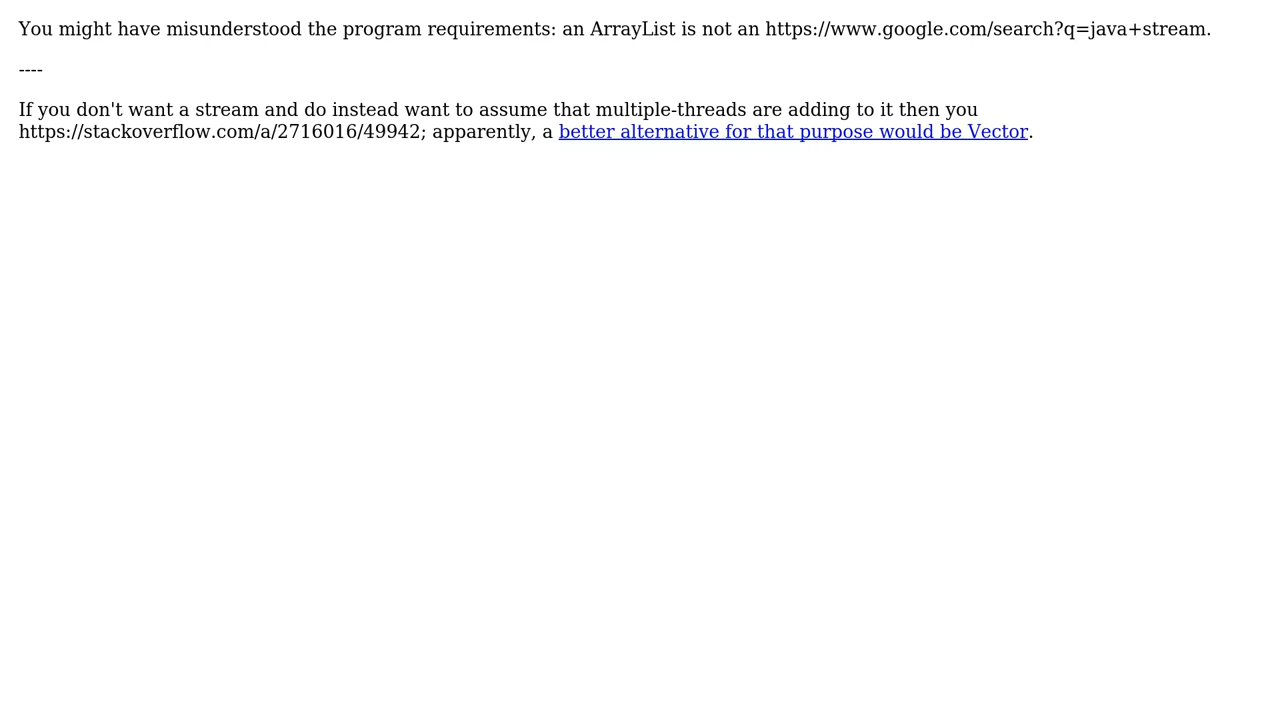 You might have misunderstood the program requirements: an ArrayList is not an https://www.google.com/search?q=java+stream.
----
If you don't want a stream and do instead want to assume that multiple-threads are adding to it then you
https://stackoverflow.com/a/2716016/49942; apparently, a better alternative for that purpose would be Vector.